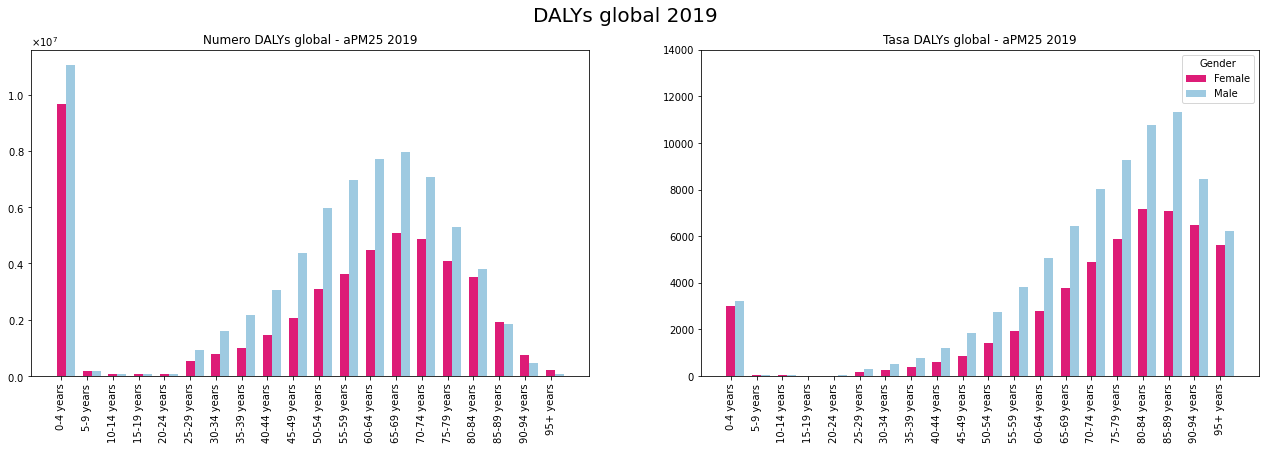 DALYs global 2019
Numero DALYs global - aPM25 2019
×10⁷
1.0
0.8
0.6
0.4
0.2
0.0
0-4 years
5-9 years
10-14 years
15-19 years
20-24 years
25-29 years
30-34 years
35-39 years
40-44 years
45-49 years
50-54 years
55-59 years
60-64 years
65-69 years
70-74 years
75-79 years
80-84 years
85-89 years
90-94 years
95+ years
Tasa DALYs global - aPM25 2019
Gender
Female
Male
14000
12000
10000
8000
6000
4000
2000
0
0-4 years
5-9 years
10-14 years
15-19 years
20-24 years
25-29 years
30-34 years
35-39 years
40-44 years
45-49 years
50-54 years
55-59 years
60-64 years
65-69 years
70-74 years
75-79 years
80-84 years
85-89 years
90-94 years
95+ years